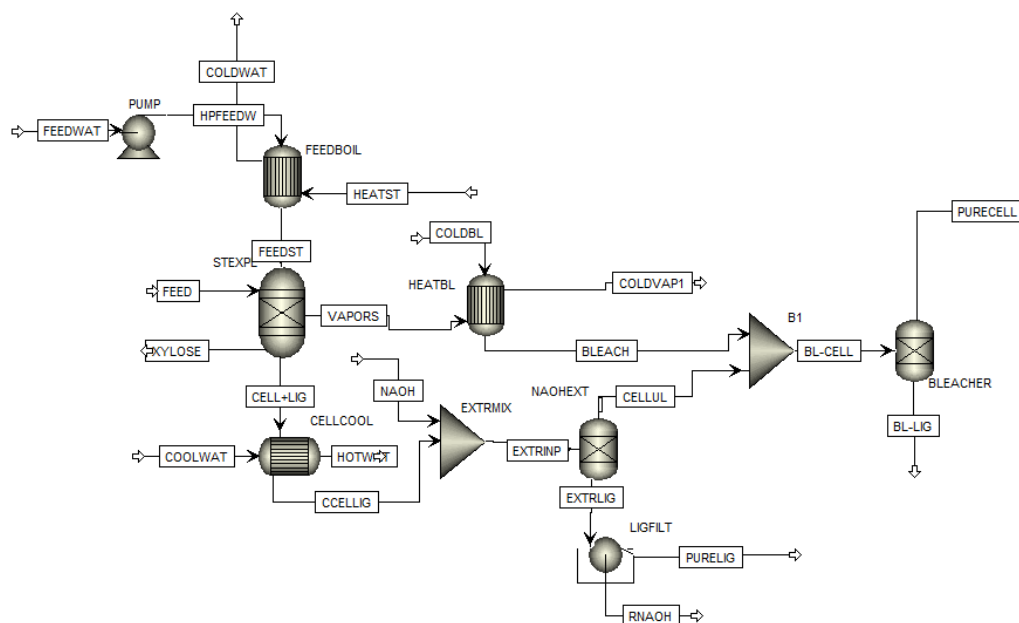 COLDWAT
PUMP
HPFEEDW
FEEDWAT
FEEDBOIL
HEATST
PURECELL
COLDBL
FEEDST
STEXPL
HEATBL
COLDVAP1
FEED
VAPORS
B1
XYLOSE
BLEACH
BL-CELL
NAOH
NAOHEXT
BLEACHER
CELL+LIG
EXTRMIX
CELLUL
CELLCOOL
BL-LIG
COOLWAT
HOTWAT
EXTRINP
CCELLIG
EXTRLIG
LIGFILT
PURELIG
RNAOH